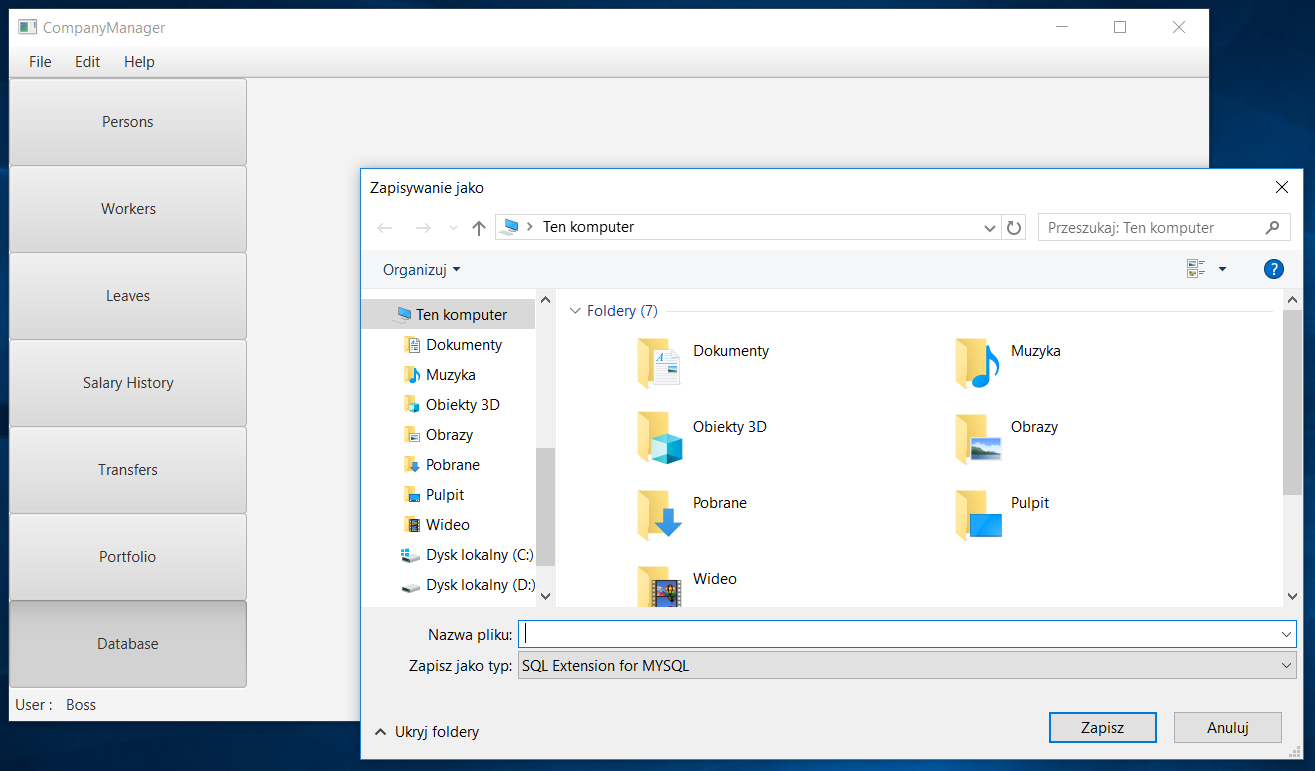 CompanyManager
File Edit Help
Persons
Workers
Leaves
Salary History
Transfers
Portfolio
Database
User : Boss
Zapisywanie jako
Ten komputer
Przeszukaj: Ten komputer
Organizuj
?
Ten komputer
Dokumenty
Muzyka
Obiekty 3D
Obrazy
Pobrane
Pulpit
Wideo
Dysk lokalny (C:)
Dysk lokalny (D:)
Foldery (7)
Dokumenty
Muzyka
Obiekty 3D
Obrazy
Pobrane
Pulpit
Wideo
Nazwa pliku:
Zapisz jako typ: SQL Extension for MYSQL
Ukryj foldery
Zapisz
Anuluj